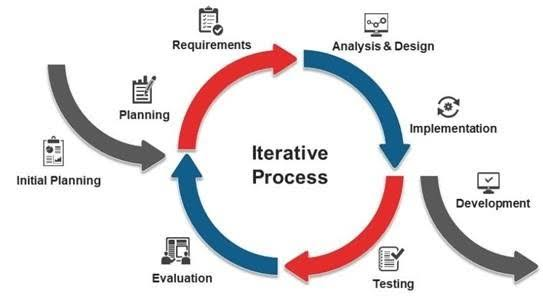 Requirements
Analysis & Design
Planning
Implementation
Iterative
Process
Initial Planning
Development
Evaluation
Testing